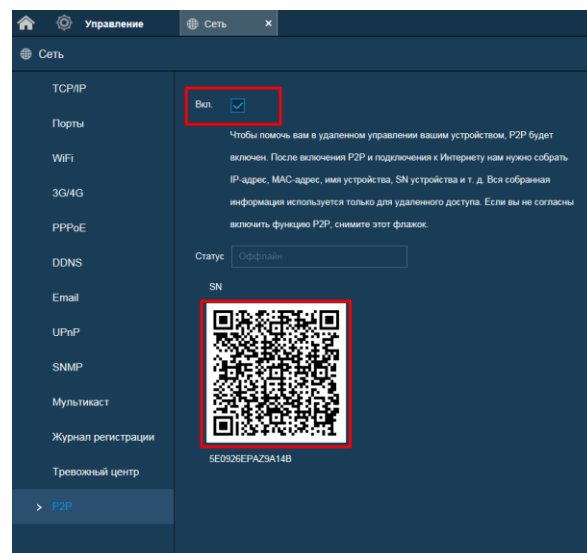 Управление
Сеть
Сеть
TCP/IP
Порты
WiFi
3G/4G
PPPoE
DDNS
Email
UPnP
SNMP
Мультикаст
Журнал регистрации
Тревожный центр
P2P
Вкл.
Чтобы помочь вам в удаленном управлении вашим устройством, P2P будет
включен. После включения P2P и подключения к Интернету нам нужно собрать
IP-адрес, MAC-адрес, имя устройства, SN устройства и т. д. Вся собранная
информация используется только для удаленного доступа. Если вы не согласны
включить функцию P2P, снимите этот флажок.
Статус Оффлайн
SN
5E0926EPAZ9A14B